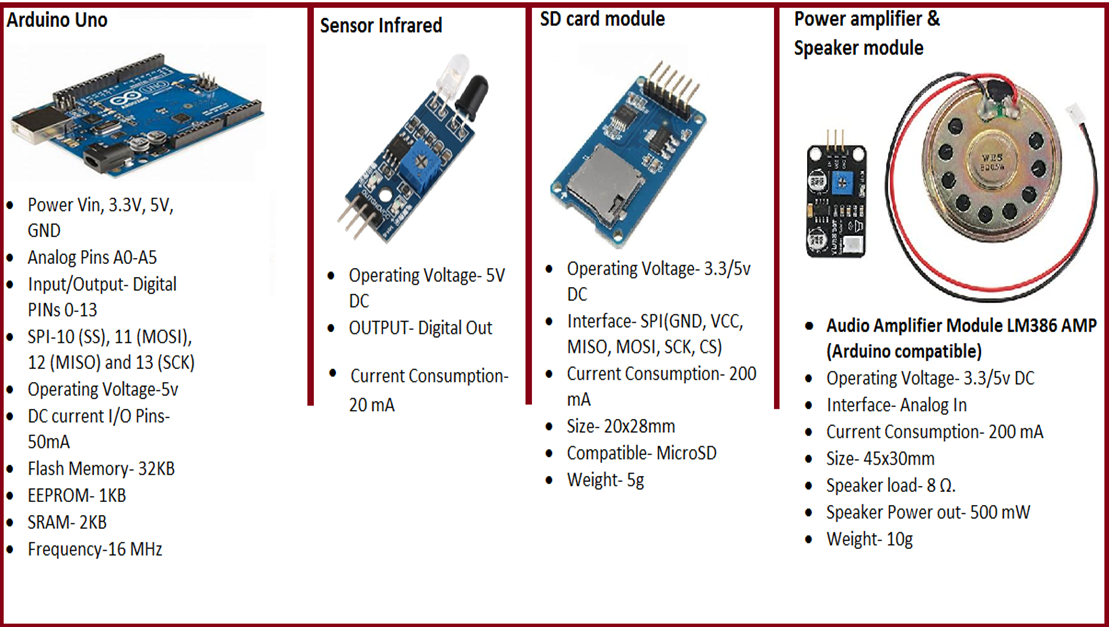 Arduino Uno
• Power Vin, 3.3V, 5V,
GND
• Analog Pins A0-A5
• Input/Output- Digital
PINs 0-13
• SPI-10 (SS), 11 (MOSI),
12 (MISO) and 13 (SCK)
• Operating Voltage-5v
• DC current I/O Pins-
50mA
• Flash Memory- 32KB
• EEPROM- 1KB
• SRAM- 2KB
• Frequency-16 MHz
Sensor Infrared
• Operating Voltage- 5V
DC
• OUTPUT- Digital Out
• Current Consumption-
20 mA
SD card module
• Operating Voltage- 3.3/5v
DC
• Interface- SPI(GND, VCC,
MISO, MOSI, SCK, CS)
• Current Consumption- 200
mA
• Size- 20x28mm
• Compatible- MicroSD
• Weight- 5g
Power amplifier &
Speaker module
• Audio Amplifier Module LM386 AMP
(Arduino compatible)
• Operating Voltage- 3.3/5v DC
• Interface- Analog In
• Current Consumption- 200 mA
• Size- 45x30mm
• Speaker load- 8 Ω.
• Speaker Power out- 500 mW
• Weight- 10g